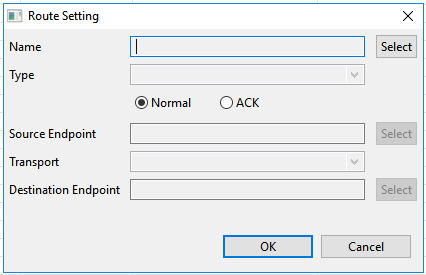 Route Setting
Name Select
Type
Normal ACK
Source Endpoint Select
Transport
Destination Endpoint Select
OK Cancel